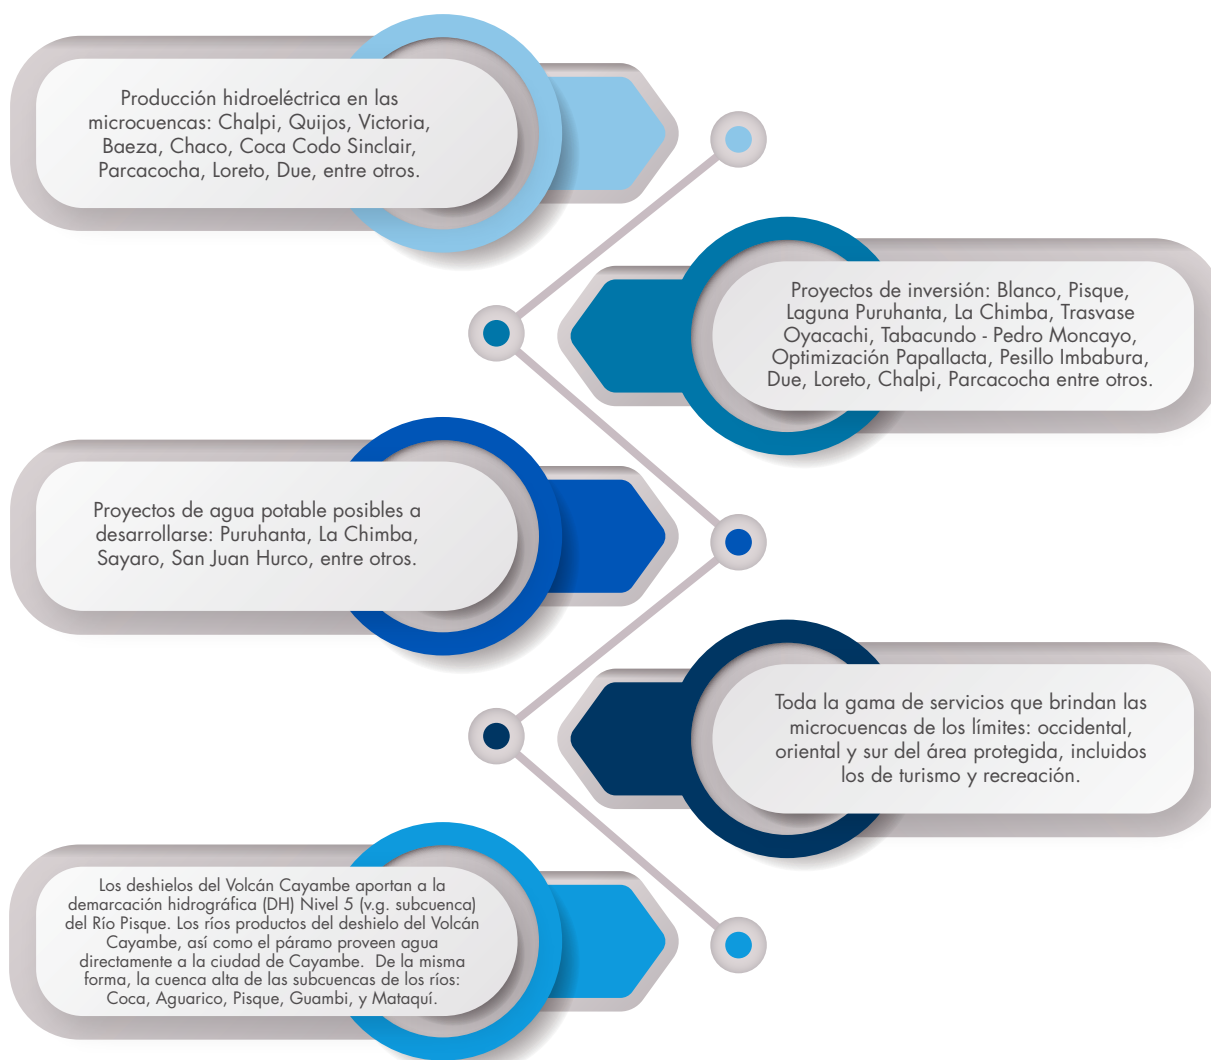 Producción hidroeléctrica en las
microcuencas: Chalpi, Quijos, Victoria,
Baeza, Chaco, Coca Codo Sinclair,
Parcacocha, Loreto, Due, entre otros.
Proyectos de inversión: Blanco, Pisque,
Laguna Puruhanta, La Chimba, Trasvase
Oyacachi, Tabacundo - Pedro Moncayo,
Optimización Papallacta, Pesillo Imbabura,
Due, Loreto, Chalpi, Parcacocha entre otros.
Proyectos de agua potable posibles a
desarrollarse: Puruhanta, La Chimba,
Sayaro, San Juan Hurco, entre otros.
Toda la gama de servicios que brindan las
microcuencas de los límites: occidental,
oriental y sur del área protegida, incluidos
los de turismo y recreación.
Los deshielos del Volcán Cayambe aportan a la
demarcación hidrográfica (DH) Nivel 5 (v.g. subcuenca)
del Río Pisque. Los ríos productos del deshielo del Volcán
Cayambe, así como el páramo proveen agua
directamente a la ciudad de Cayambe. De la misma
forma, la cuenca alta de las subcuencas de los ríos:
Coca, Aguarico, Pisque, Guambi, y Mataquí.